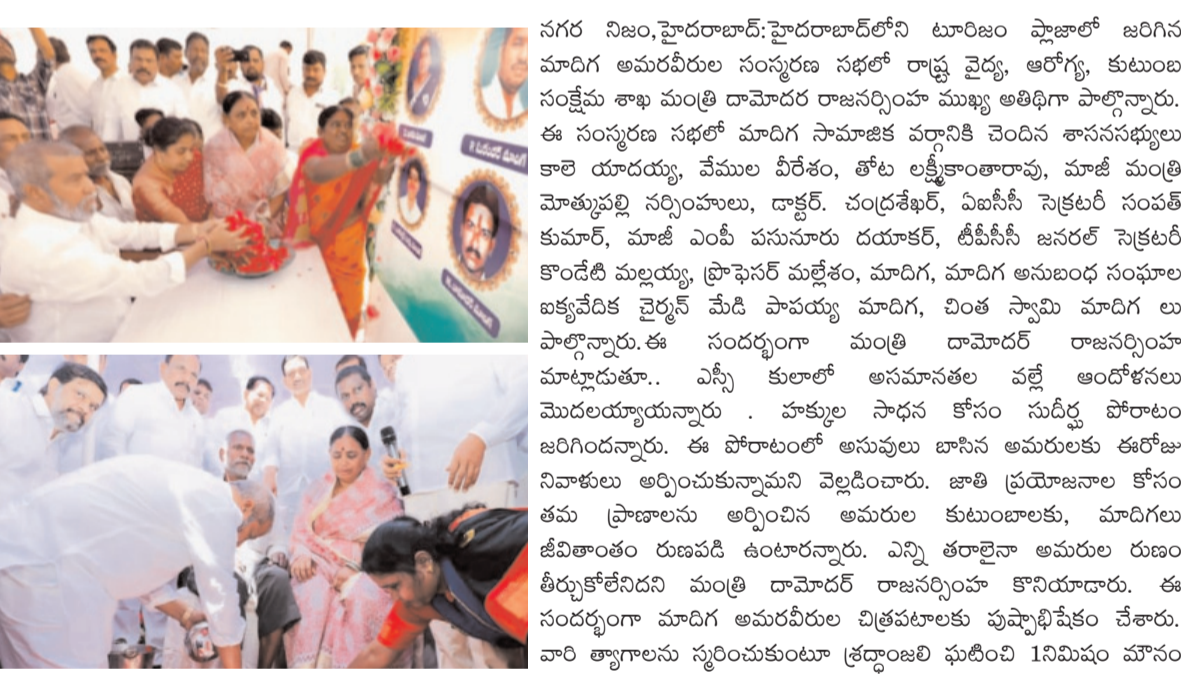 నగర నిజం,హైదరాబాద్:హైదరాబాద్‌లోని టూరిజం ప్లాజాలో జరిగిన
మాదిగ అమరవీరుల సంస్మరణ సభలో రాష్ట్ర వైద్య, ఆరోగ్య, కుటుంబ
సంక్షేమ శాఖ మంత్రి దామోదర రాజనర్సింహ ముఖ్య అతిథిగా పాల్గొన్నారు.
ఈ సంస్మరణ సభలో మాదిగ సామాజిక వర్గానికి చెందిన శాసనసభ్యులు
కాలె యాదయ్య, వేముల వీరేశం, తోట లక్ష్మీకాంతారావు, మాజీ మంత్రి
మోత్కుపల్లి నర్సింహులు, డాక్టర్. చంద్రశేఖర్, ఏఐసీసీ సెక్రటరీ సంపత్
కుమార్, మాజీ ఎంపీ పసునూరు దయాకర్, టీపీసీసీ జనరల్ సెక్రటరీ
కొండేటి మల్లయ్య, ప్రొఫెసర్ మల్లేశం, మాదిగ, మాదిగ అనుబంధ సంఘాల
ఐక్యవేదిక చైర్మన్ మేడి పాపయ్య మాదిగ, చింత స్వామి మాదిగ లు
పాల్గొన్నారు.ఈ సందర్భంగా మంత్రి దామోదర్ రాజనర్సింహ
మాట్లాడుతూ.. ఎస్సీ కులాలో అసమానతల వల్లే ఆందోళనలు
మొదలయ్యాయన్నారు . హక్కుల సాధన కోసం సుదీర్ఘ పోరాటం
జరిగిందన్నారు. ఈ పోరాటంలో అసువులు బాసిన అమరులకు ఈరోజు
నివాళులు అర్పించుకున్నామని వెల్లడించారు. జాతి ప్రయోజనాల కోసం
తమ ప్రాణాలను అర్పించిన అమరుల కుటుంబాలకు, మాదిగలు
జీవితాంతం రుణపడి ఉంటారన్నారు. ఎన్ని తరాలైనా అమరుల రుణం
తీర్చుకోలేనిదని మంత్రి దామోదర్ రాజనర్సింహ కొనియాడారు. ఈ
సందర్భంగా మాదిగ అమరవీరుల చిత్రపటాలకు పుష్పాభిషేకం చేశారు.
వారి త్యాగాలను స్మరించుకుంటూ శ్రద్ధాంజలి ఘటించి 1నిమిషం మౌనం